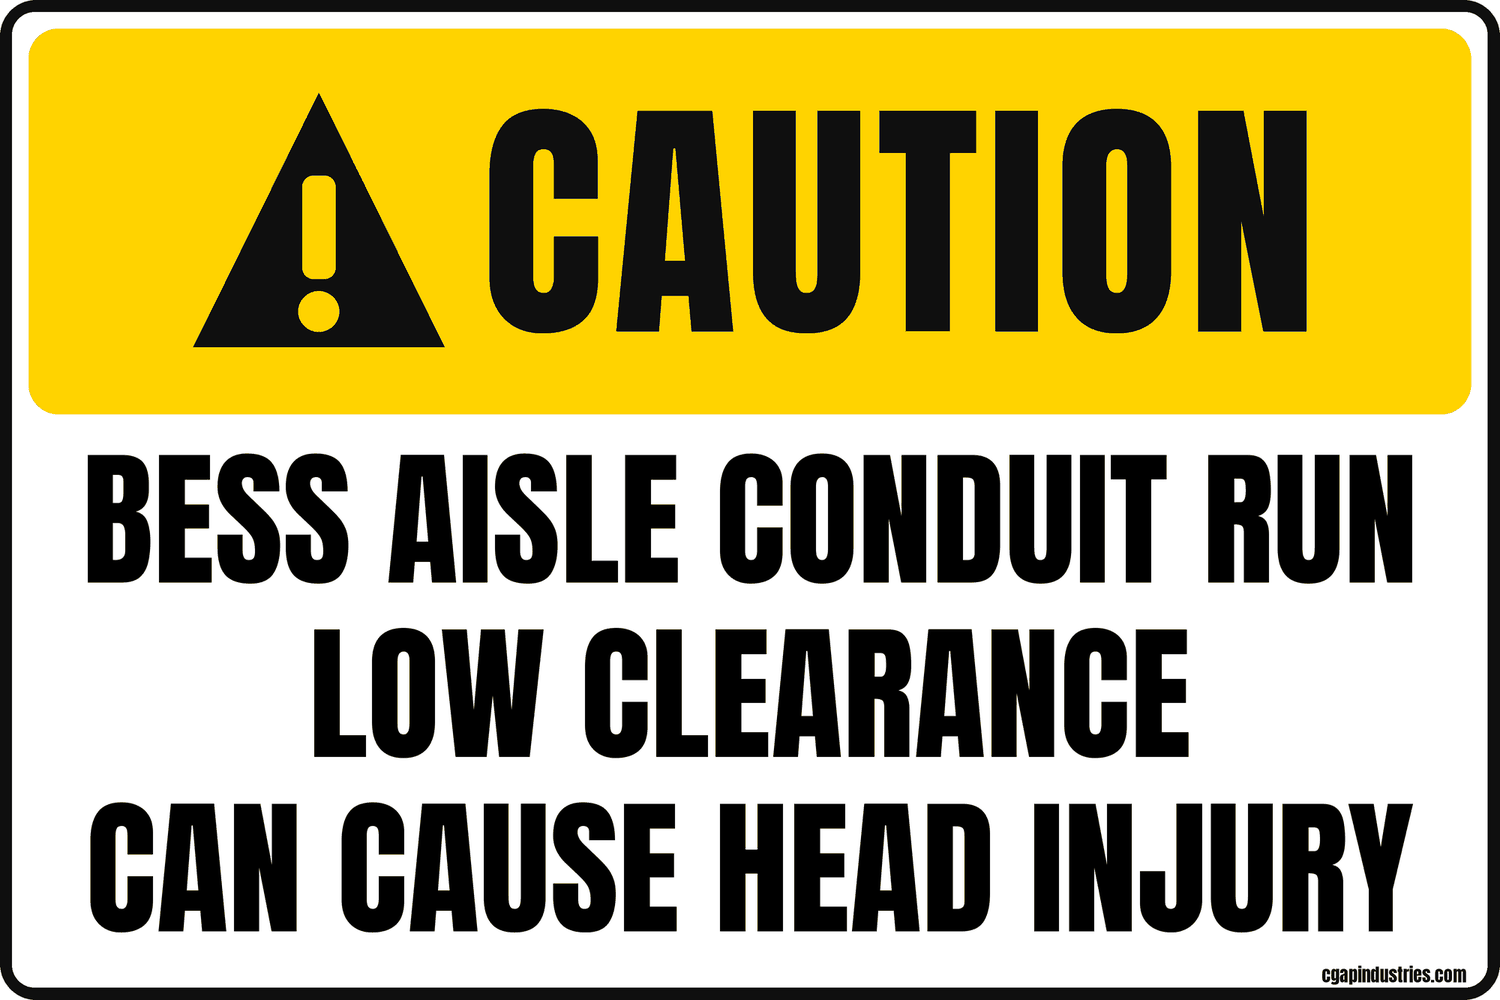 CAUTION
BESS AISLE CONDUIT RUN
LOW CLEARANCE
CAN CAUSE HEAD INJURY
cgapindustries.com